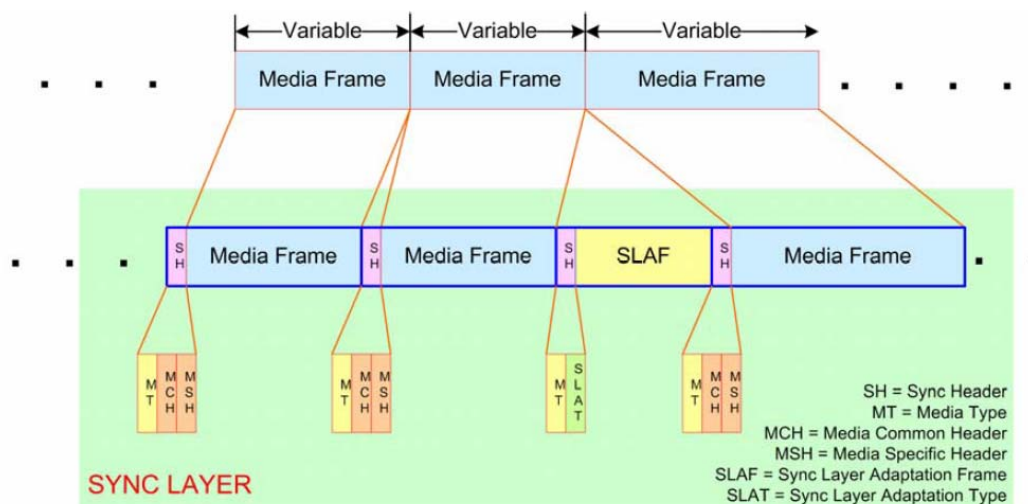 Variable Variable Variable
Media Frame Media Frame Media Frame
SH Media Frame SH Media Frame SH SLAF SH Media Frame
MT MCH MSH MT MCH MSH MT SLAT MT MCH MSH
SH = Sync Header
MT = Media Type
MCH = Media Common Header
MSH = Media Specific Header
SLAF = Sync Layer Adaptation Frame
SLAT = Sync Layer Adaptation Type
SYNC LAYER